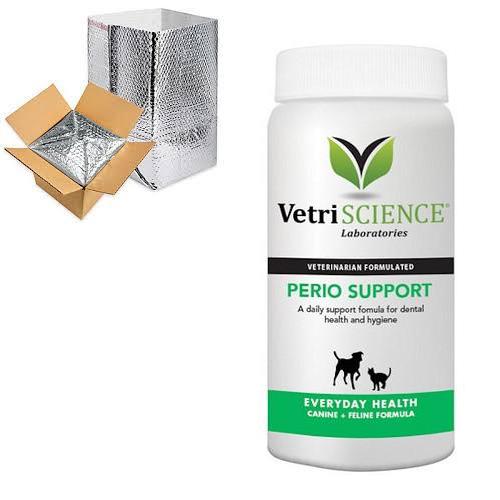 VetriSCIENCE®
Laboratories
VETERINARIAN FORMULATED
PERIO SUPPORT
A daily support fomula for dental
health and hygiene
EVERYDAY HEALTH
CANINE + FELINE FORMULA